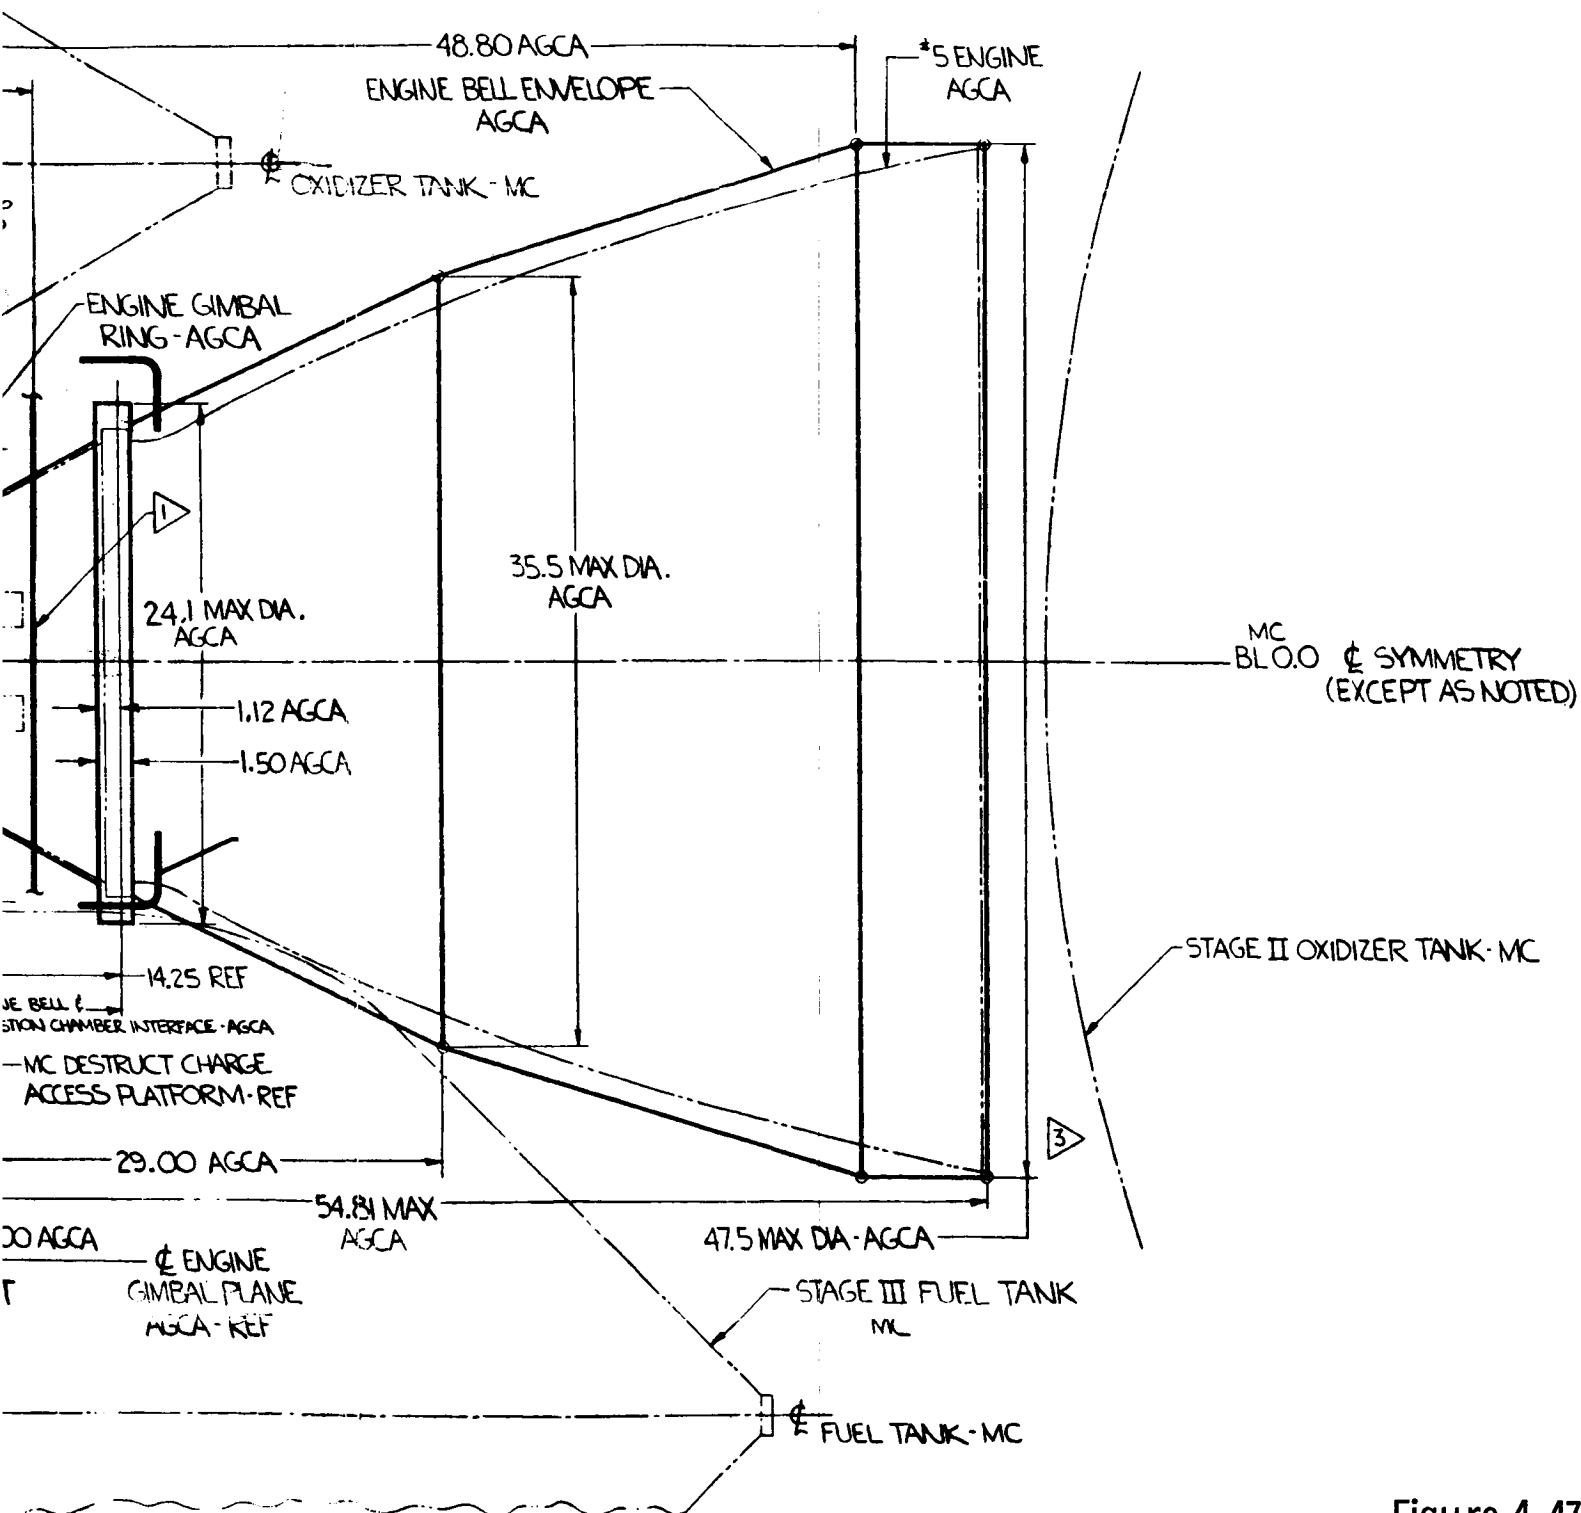 48.80 AGCA
#5 ENGINE
AGCA
ENGINE BELL ENVELOPE
AGCA
℄
OXIDIZER TANK - MC
ENGINE GIMBAL
RING - AGCA
1
35.5 MAX DIA.
AGCA
24.1 MAX DIA.
AGCA
MC
BL 0.0 ℄ SYMMETRY
(EXCEPT AS NOTED)
1.12 AGCA
1.50 AGCA
STAGE II OXIDIZER TANK - MC
14.25 REF
BELL &
CHAMBER INTERFACE - AGCA
MC DESTRUCT CHARGE
ACCESS PLATFORM - REF
3
29.00 AGCA
54.81 MAX
AGCA
47.5 MAX DIA - AGCA
AGCA
℄ ENGINE
GIMBAL PLANE
AGCA - REF
STAGE III FUEL TANK
MC
℄
FUEL TANK - MC
Figure 4-47